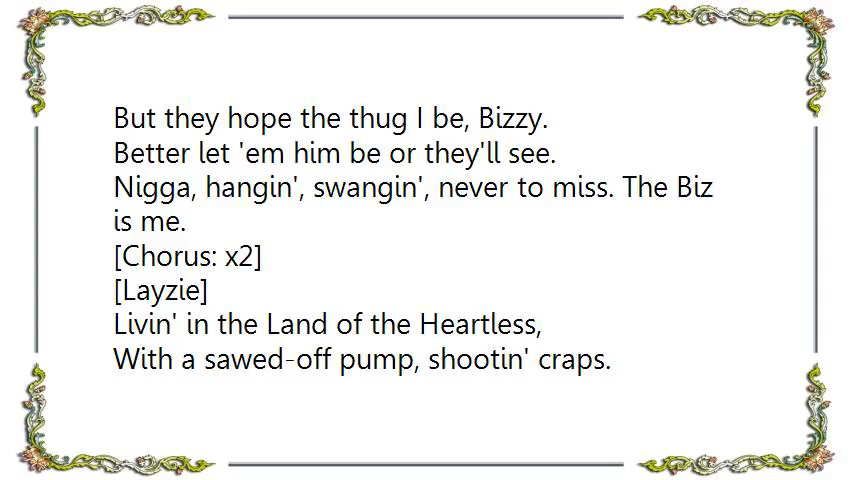 But they hope the thug I be, Bizzy.
Better let 'em him be or they'll see.
Nigga, hangin', swangin', never to miss. The Biz
is me.
[Chorus: x2]
[Layzie]
Livin' in the Land of the Heartless,
With a sawed-off pump, shootin' craps.